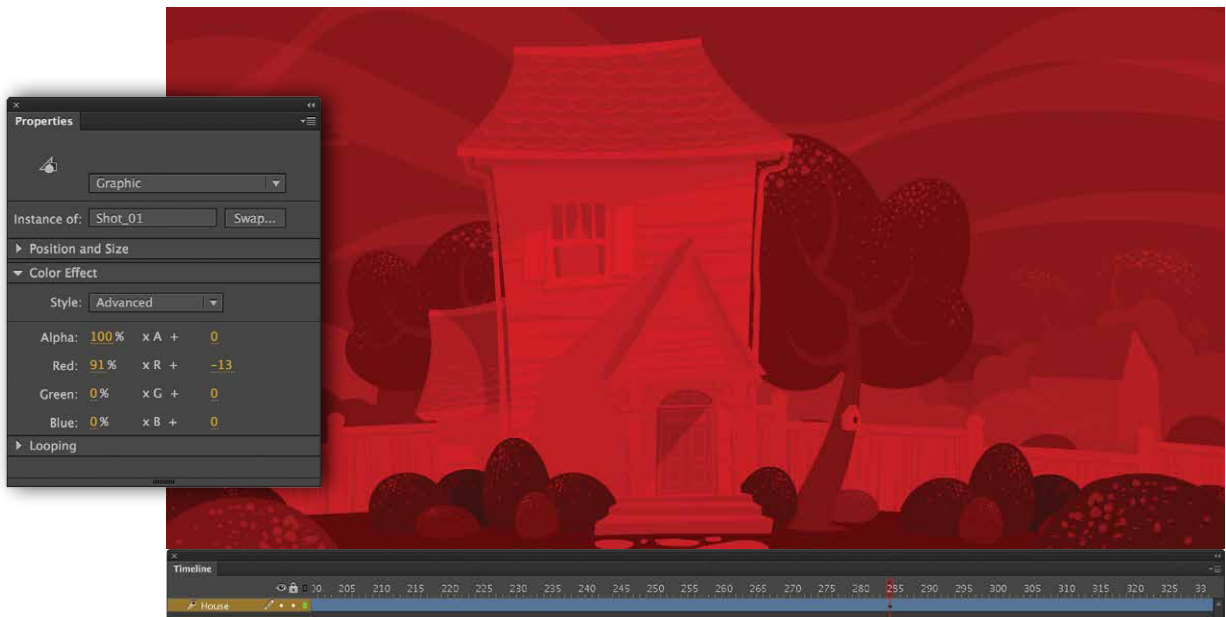 Properties
Graphic
Instance of: Shot_01 Swap...
Position and Size
Color Effect
Style: Advanced
Alpha: 100% x A + 0
Red: 91% x R + -13
Green: 0% x G + 0
Blue: 0% x B + 0
Looping
Timeline
00 205 210 215 220 225 230 235 240 245 250 255 260 265 270 275 280 285 290 295 300 305 310 315 320 325 33
House